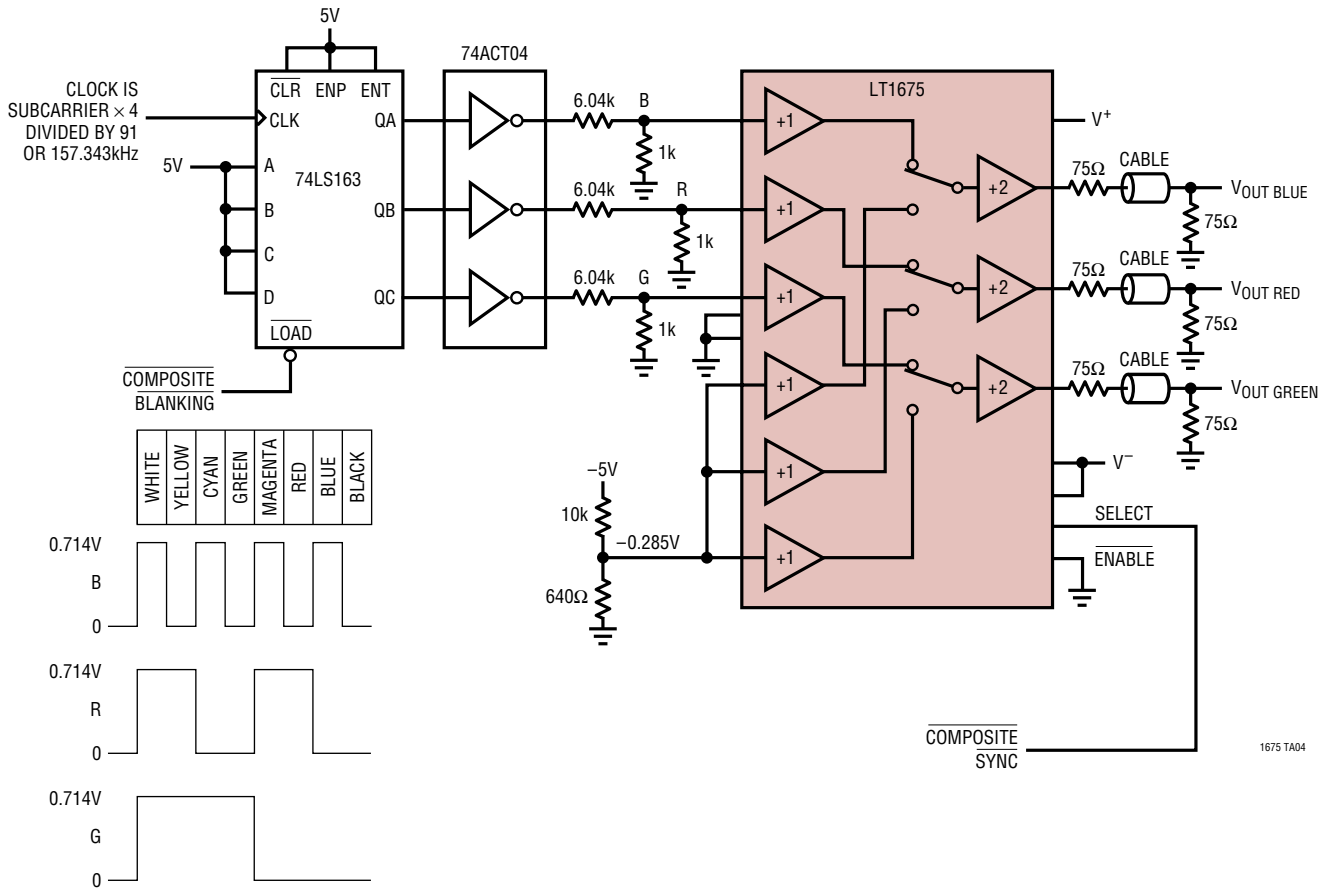 5V
74ACT04
CLOCK IS
SUBCARRIER × 4
DIVIDED BY 91
OR 157.343kHz
CLR ENP ENT
CLK
QA
5V
A
74LS163
B
QB
C
D
QC
LOAD
COMPOSITE
BLANKING
6.04k
B
1k
6.04k
R
1k
6.04k
G
1k
LT1675
+1
+1
+1
+1
+1
+1
+2
+2
+2
V+
75Ω
CABLE
VOUT BLUE
75Ω
75Ω
CABLE
VOUT RED
75Ω
75Ω
CABLE
VOUT GREEN
75Ω
V−
SELECT
ENABLE
−5V
10k
−0.285V
640Ω
COMPOSITE
SYNC
WHITE
YELLOW
CYAN
GREEN
MAGENTA
RED
BLUE
BLACK
0.714V
B
0
0.714V
R
0
0.714V
G
0
1675 TA04